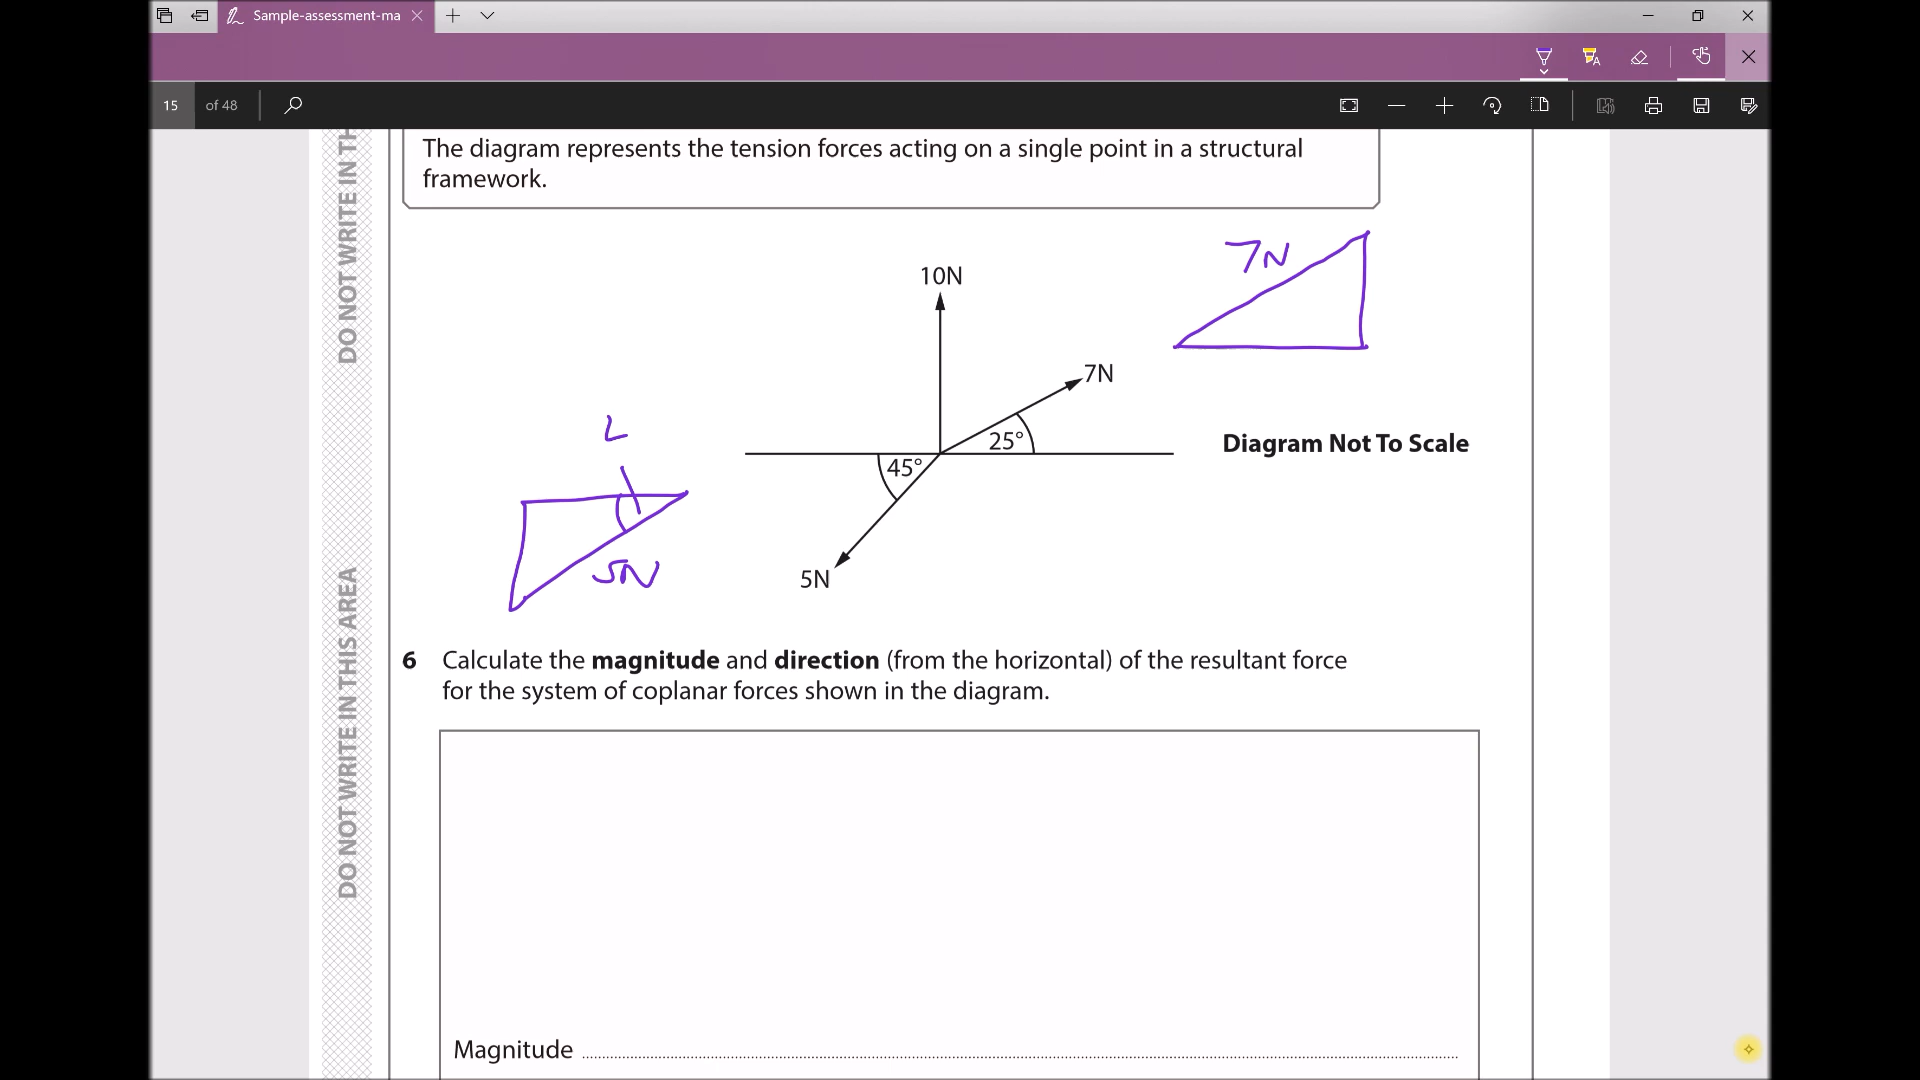 Sample-assessment-ma
15 of 48
The diagram represents the tension forces acting on a single point in a structural
framework.
DO NOT WRITE IN TH
7N
10N
7N
25°
45°
Diagram Not To Scale
5N
5N
DO NOT WRITE IN THIS AREA
6 Calculate the magnitude and direction (from the horizontal) of the resultant force
for the system of coplanar forces shown in the diagram.
Magnitude